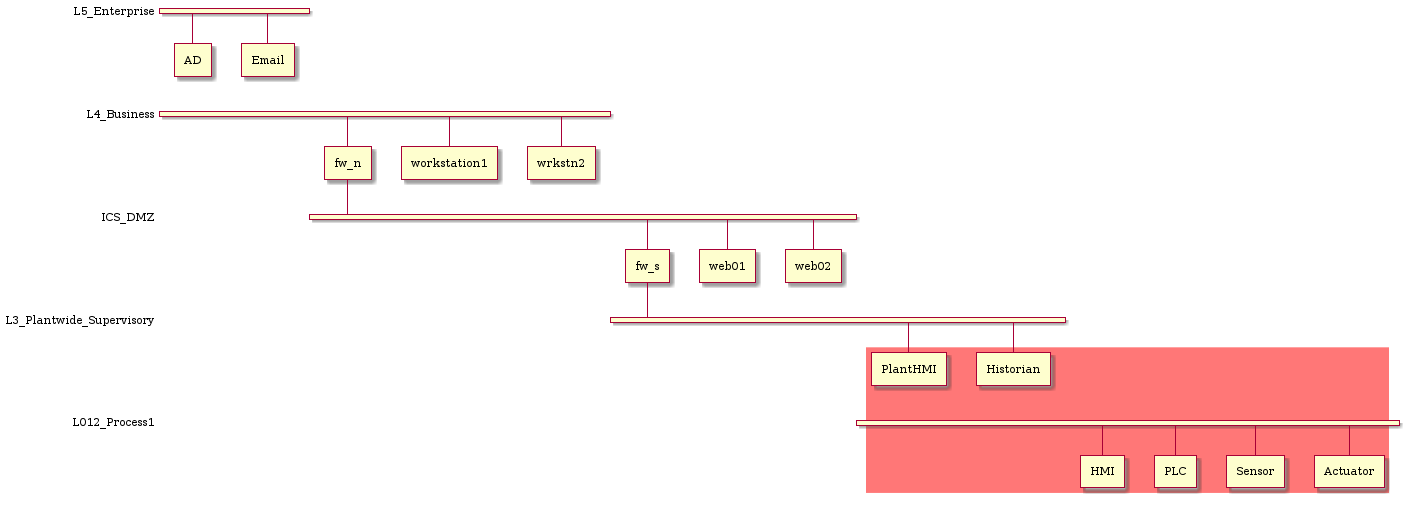 L5_Enterprise
AD Email
L4_Business
fw_n workstation1 wrkstn2
ICS_DMZ
fw_s web01 web02
L3_Plantwide_Supervisory
PlantHMI Historian
L012_Process1
HMI PLC Sensor Actuator